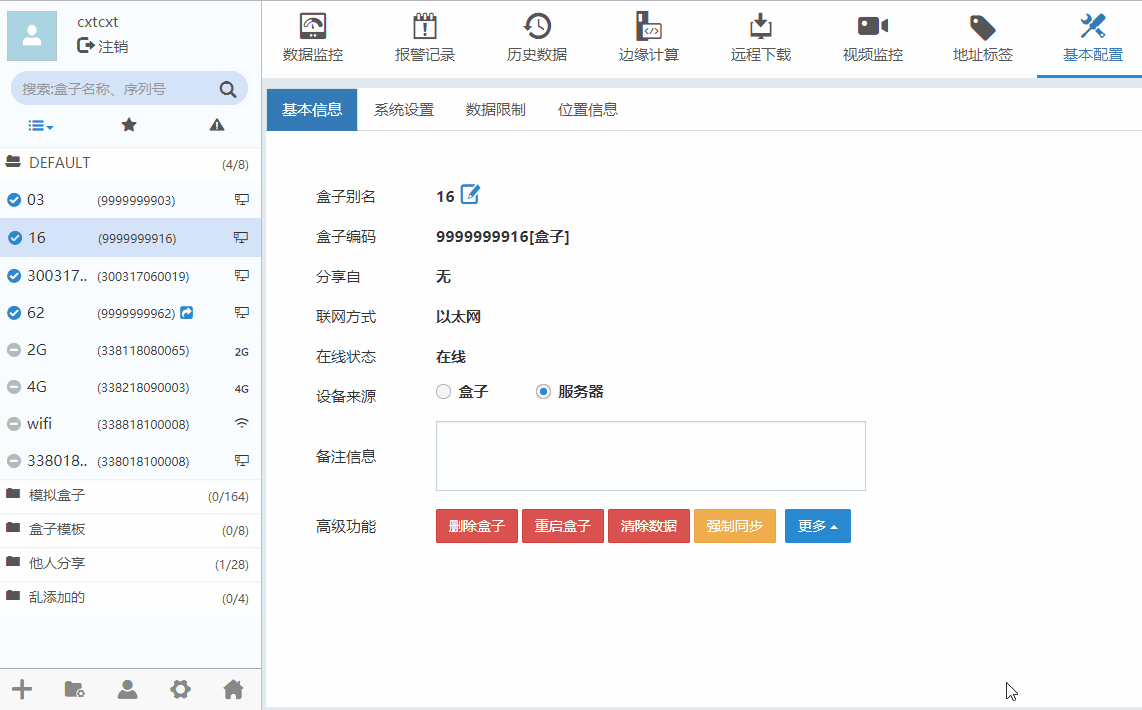 cxtcxt
注销
搜索:盒子名称、序列号
DEFAULT (4/8)
03 (9999999903)
16 (9999999916)
300317.. (300317060019)
62 (9999999962)
2G (338118080065) 2G
4G (338218090003) 4G
wifi (338818100008)
338018.. (338018100008)
模拟盒子 (0/164)
盒子模板 (0/8)
他人分享 (1/28)
乱添加的 (0/4)
数据监控 报警记录 历史数据 边缘计算 远程下载 视频监控 地址标签 基本配置
基本信息 系统设置 数据限制 位置信息
盒子别名 16
盒子编码 9999999916[盒子]
分享自 无
联网方式 以太网
在线状态 在线
设备来源 盒子 服务器
备注信息
高级功能 删除盒子 重启盒子 清除数据 强制同步 更多